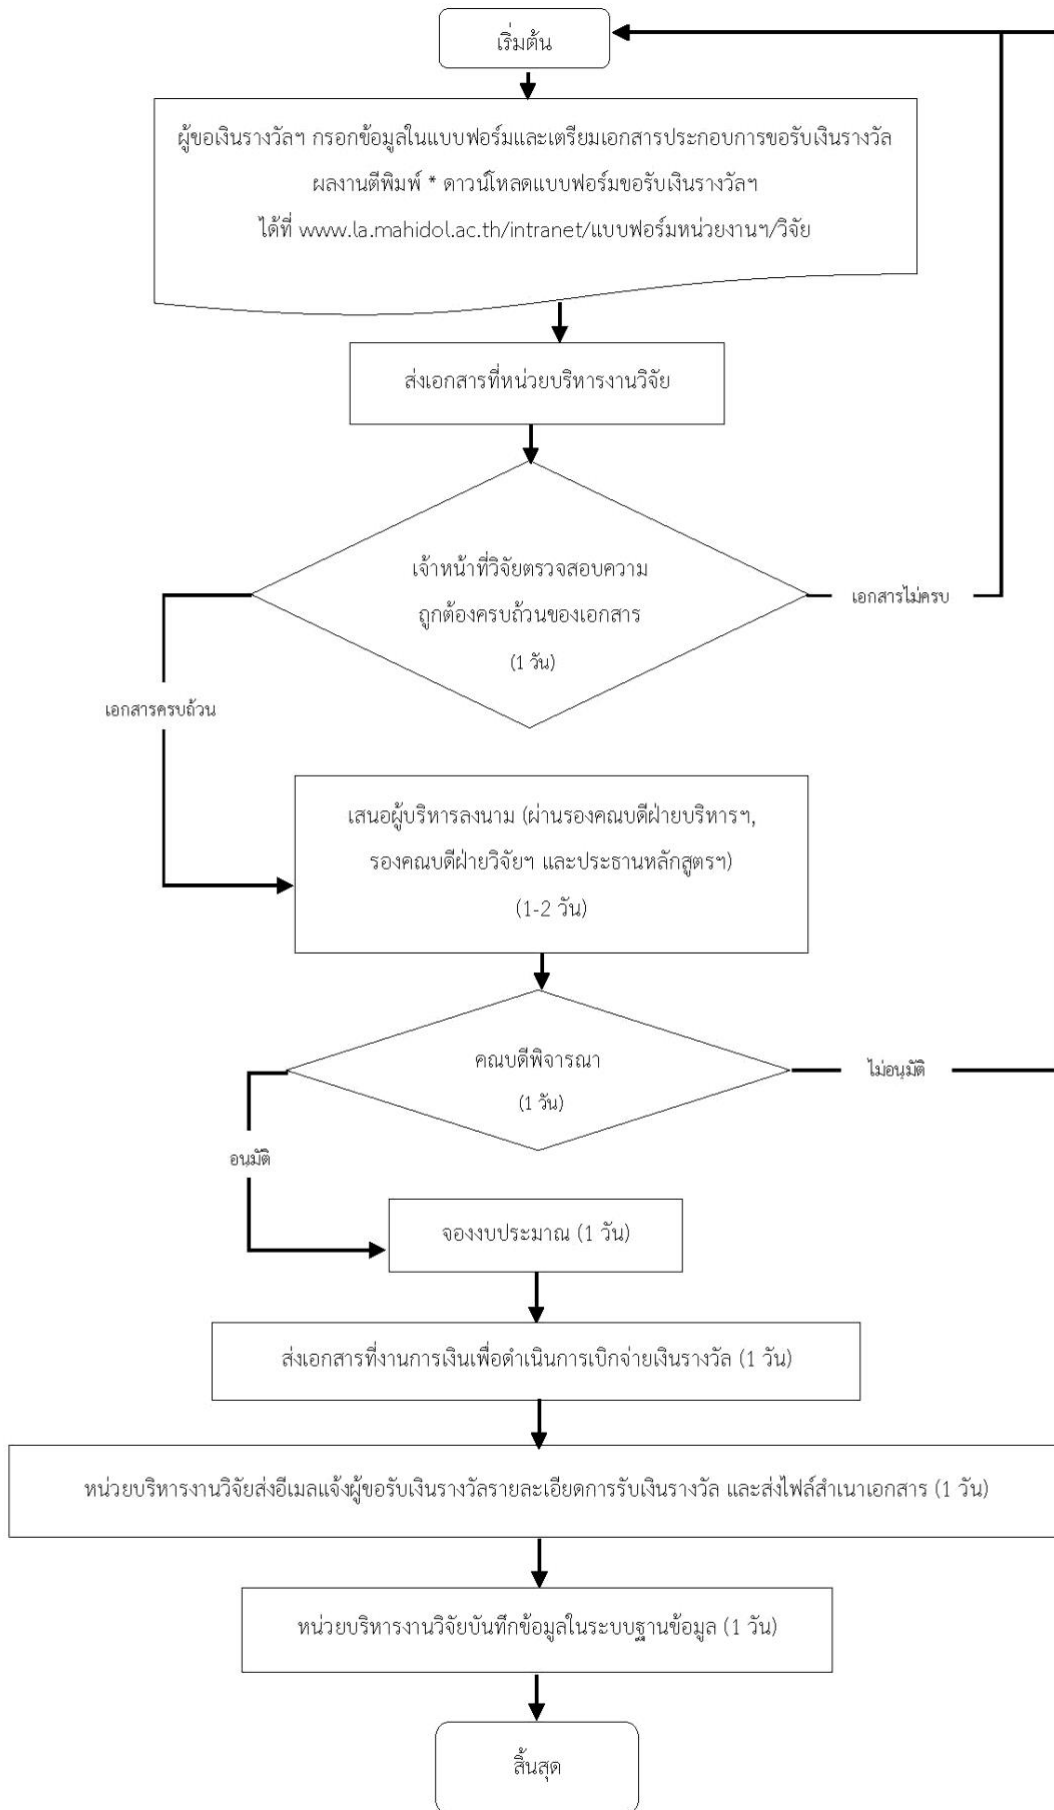 เริ่มต้น
ผู้ขอเงินรางวัลฯ กรอกข้อมูลในแบบฟอร์มและเตรียมเอกสารประกอบการขอรับเงินรางวัล
ผลงานตีพิมพ์ * ดาวน์โหลดแบบฟอร์มขอรับเงินรางวัลฯ
ได้ที่ www.la.mahidol.ac.th/intranet/แบบฟอร์มหน่วยงานฯ/วิจัย
ส่งเอกสารที่หน่วยบริหารงานวิจัย
เจ้าหน้าที่วิจัยตรวจสอบความ
ถูกต้องครบถ้วนของเอกสาร
(1 วัน)
เอกสารไม่ครบ
เอกสารครบถ้วน
เสนอผู้บริหารลงนาม (ผ่านรองคณบดีฝ่ายบริหารฯ,
รองคณบดีฝ่ายวิจัยฯ และประธานหลักสูตรฯ)
(1-2 วัน)
คณบดีพิจารณา
(1 วัน)
ไม่อนุมัติ
อนุมัติ
จองงบประมาณ (1 วัน)
ส่งเอกสารที่งานการเงินเพื่อดำเนินการเบิกจ่ายเงินรางวัล (1 วัน)
หน่วยบริหารงานวิจัยส่งอีเมลแจ้งผู้ขอรับเงินรางวัลรายละเอียดการรับเงินรางวัล และส่งไฟล์สำเนาเอกสาร (1 วัน)
หน่วยบริหารงานวิจัยบันทึกข้อมูลในระบบฐานข้อมูล (1 วัน)
สิ้นสุด